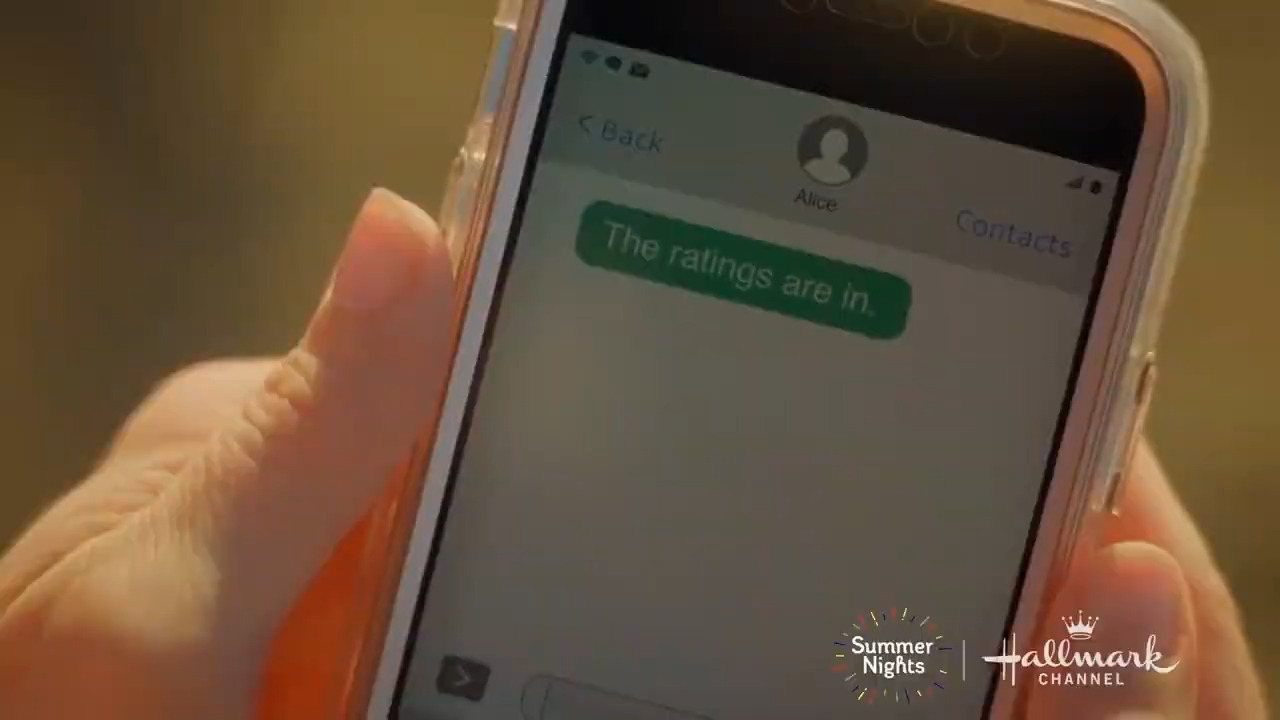 < Back
Alice
Contacts
The ratings are in.
Summer
Nights
Hallmark
CHANNEL